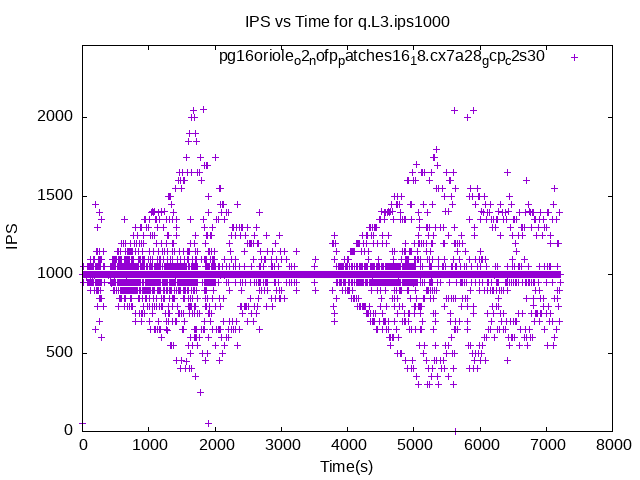 IPS vs Time for q.L3.ips1000
pg16oriole_o2_nofp_patches16_18.cx7a28_gcp_c2s30
2000
1500
1000
500
0
IPS
0 1000 2000 3000 4000 5000 6000 7000 8000
Time(s)